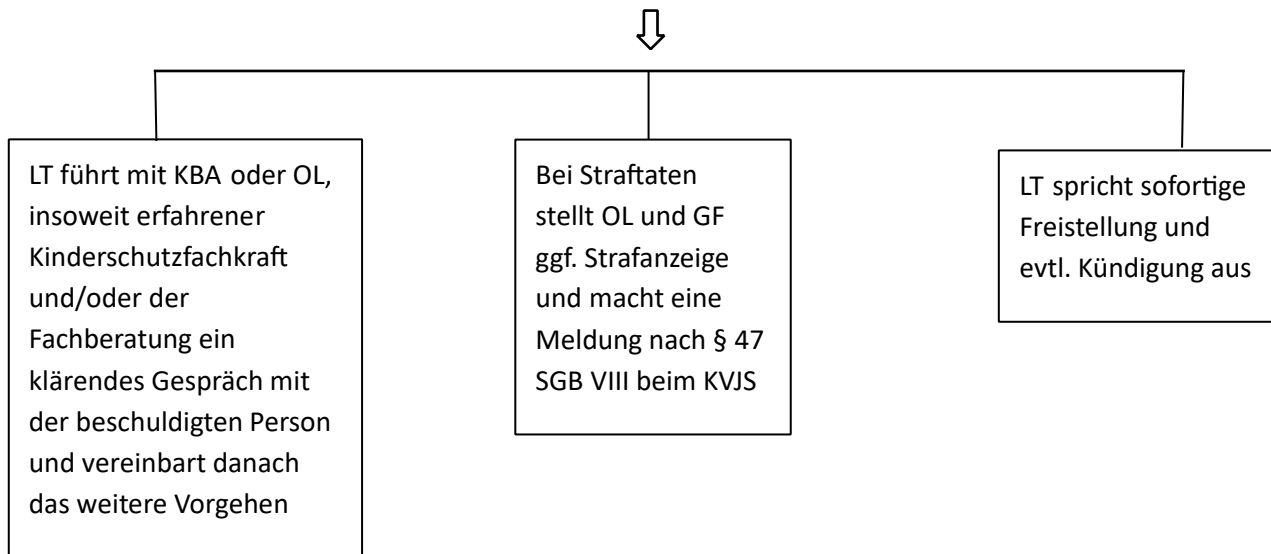 LT führt mit KBA oder OL,
insoweit erfahrener
Kinderschutzfachkraft
und/oder der
Fachberatung ein
klärendes Gespräch mit
der beschuldigten Person
und vereinbart danach
das weitere Vorgehen
Bei Straftaten
stellt OL und GF
ggf. Strafanzeige
und macht eine
Meldung nach § 47
SGB VIII beim KVJS
LT spricht sofortige
Freistellung und
evtl. Kündigung aus